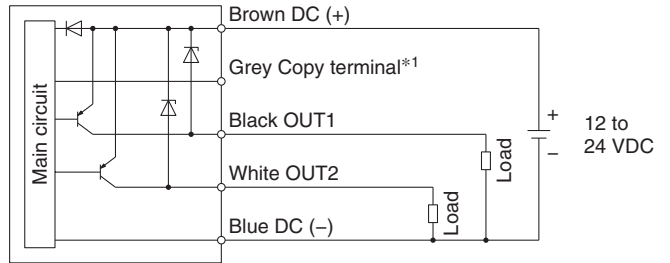 Brown DC (+)
Grey Copy terminal*1
Main circuit
Black OUT1
White OUT2
Blue DC (−)
Load
Load
+
−
12 to
24 VDC